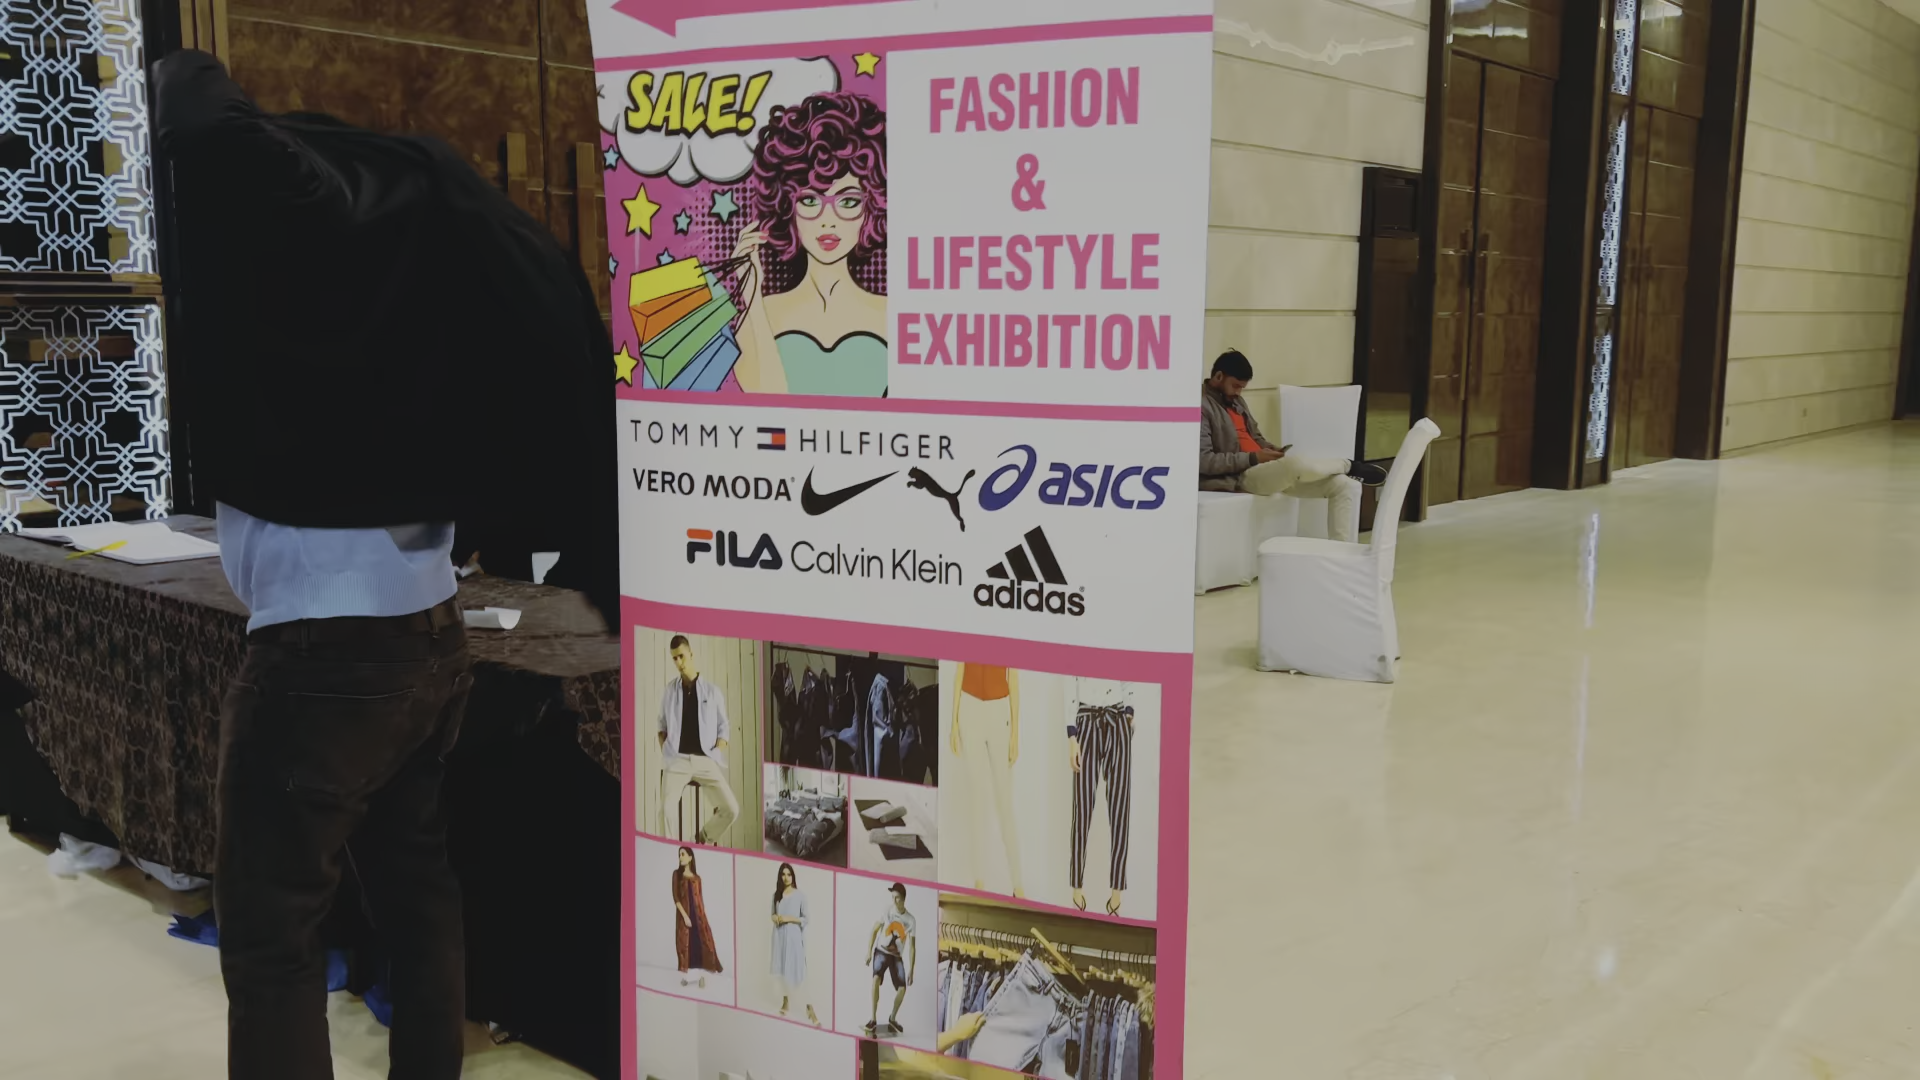 SALE!
FASHION
&
LIFESTYLE
EXHIBITION
TOMMY HILFIGER
VERO MODA
asics
FILA Calvin Klein
adidas